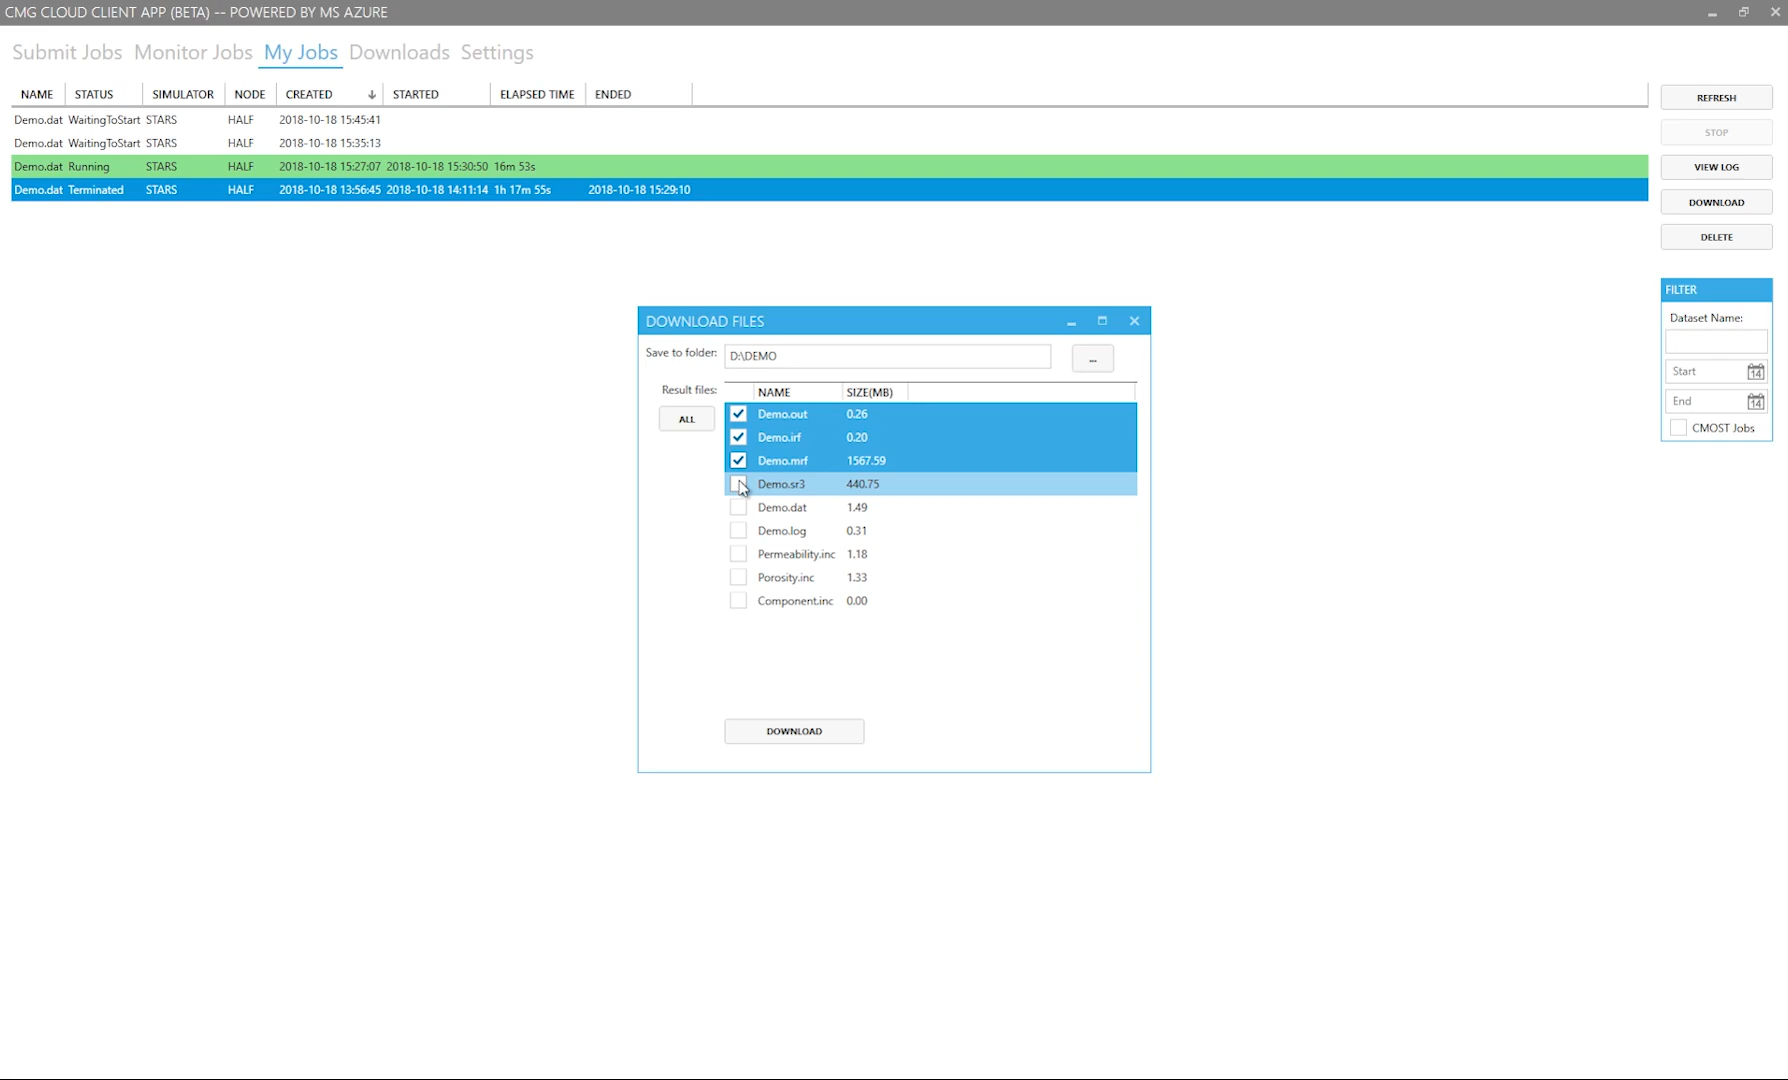 CMG CLOUD CLIENT APP (BETA) -- POWERED BY MS AZURE
Submit Jobs Monitor Jobs My Jobs Downloads Settings
NAME STATUS SIMULATOR NODE CREATED STARTED ELAPSED TIME ENDED
Demo.dat WaitingToStart STARS HALF 2018-10-18 15:45:41
Demo.dat WaitingToStart STARS HALF 2018-10-18 15:35:13
Demo.dat Running STARS HALF 2018-10-18 15:27:07 2018-10-18 15:30:50 16m 53s
Demo.dat Terminated STARS HALF 2018-10-18 13:56:45 2018-10-18 14:11:14 1h 17m 55s 2018-10-18 15:29:10
REFRESH
STOP
VIEW LOG
DOWNLOAD
DELETE
FILTER
Dataset Name:
Start 14
End 14
CMOST Jobs
DOWNLOAD FILES
Save to folder: D:\DEMO ...
Result files: NAME SIZE(MB)
ALL
Demo.out 0.26
Demo.irf 0.20
Demo.mrf 1567.59
Demo.sr3 440.75
Demo.dat 1.49
Demo.log 0.31
Permeability.inc 1.18
Porosity.inc 1.33
Component.inc 0.00
DOWNLOAD